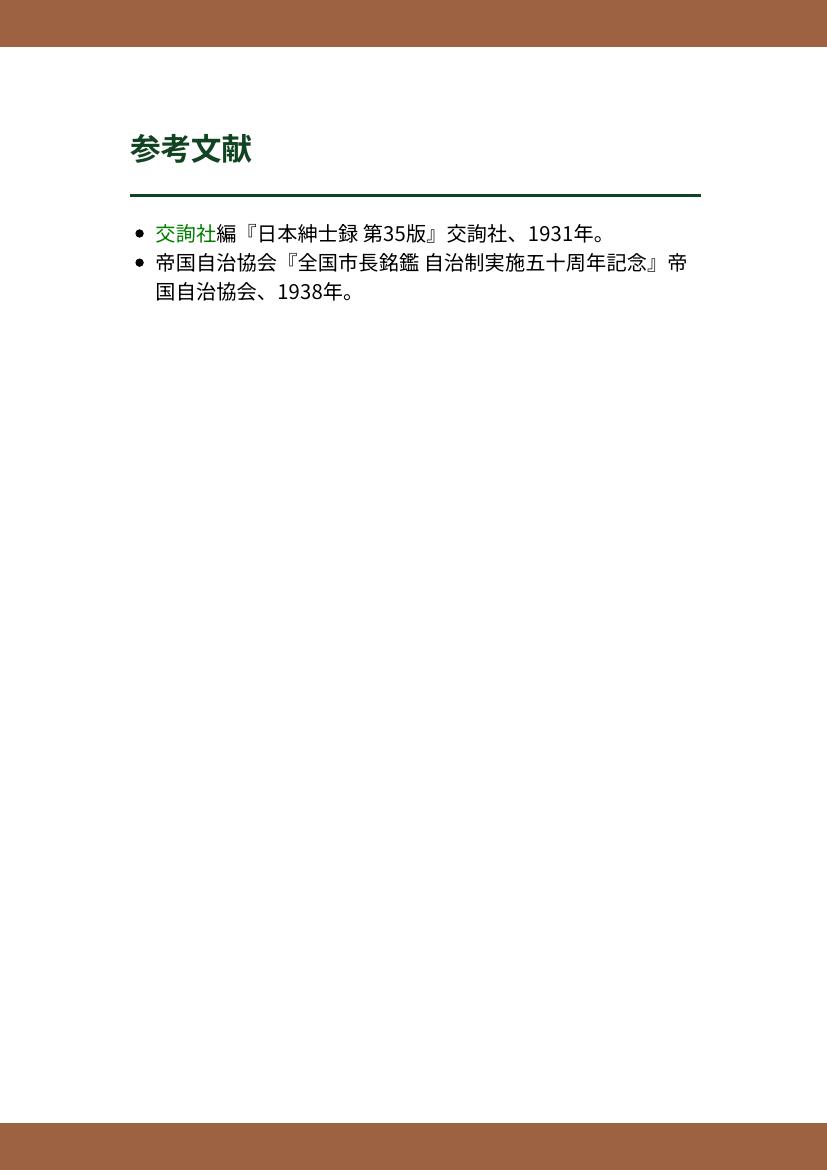 参考文献
交詢社編『日本紳士録 第35版』交詢社、1931年。
帝国自治協会『全国市長銘鑑 自治制実施五十周年記念』帝
国自治協会、1938年。